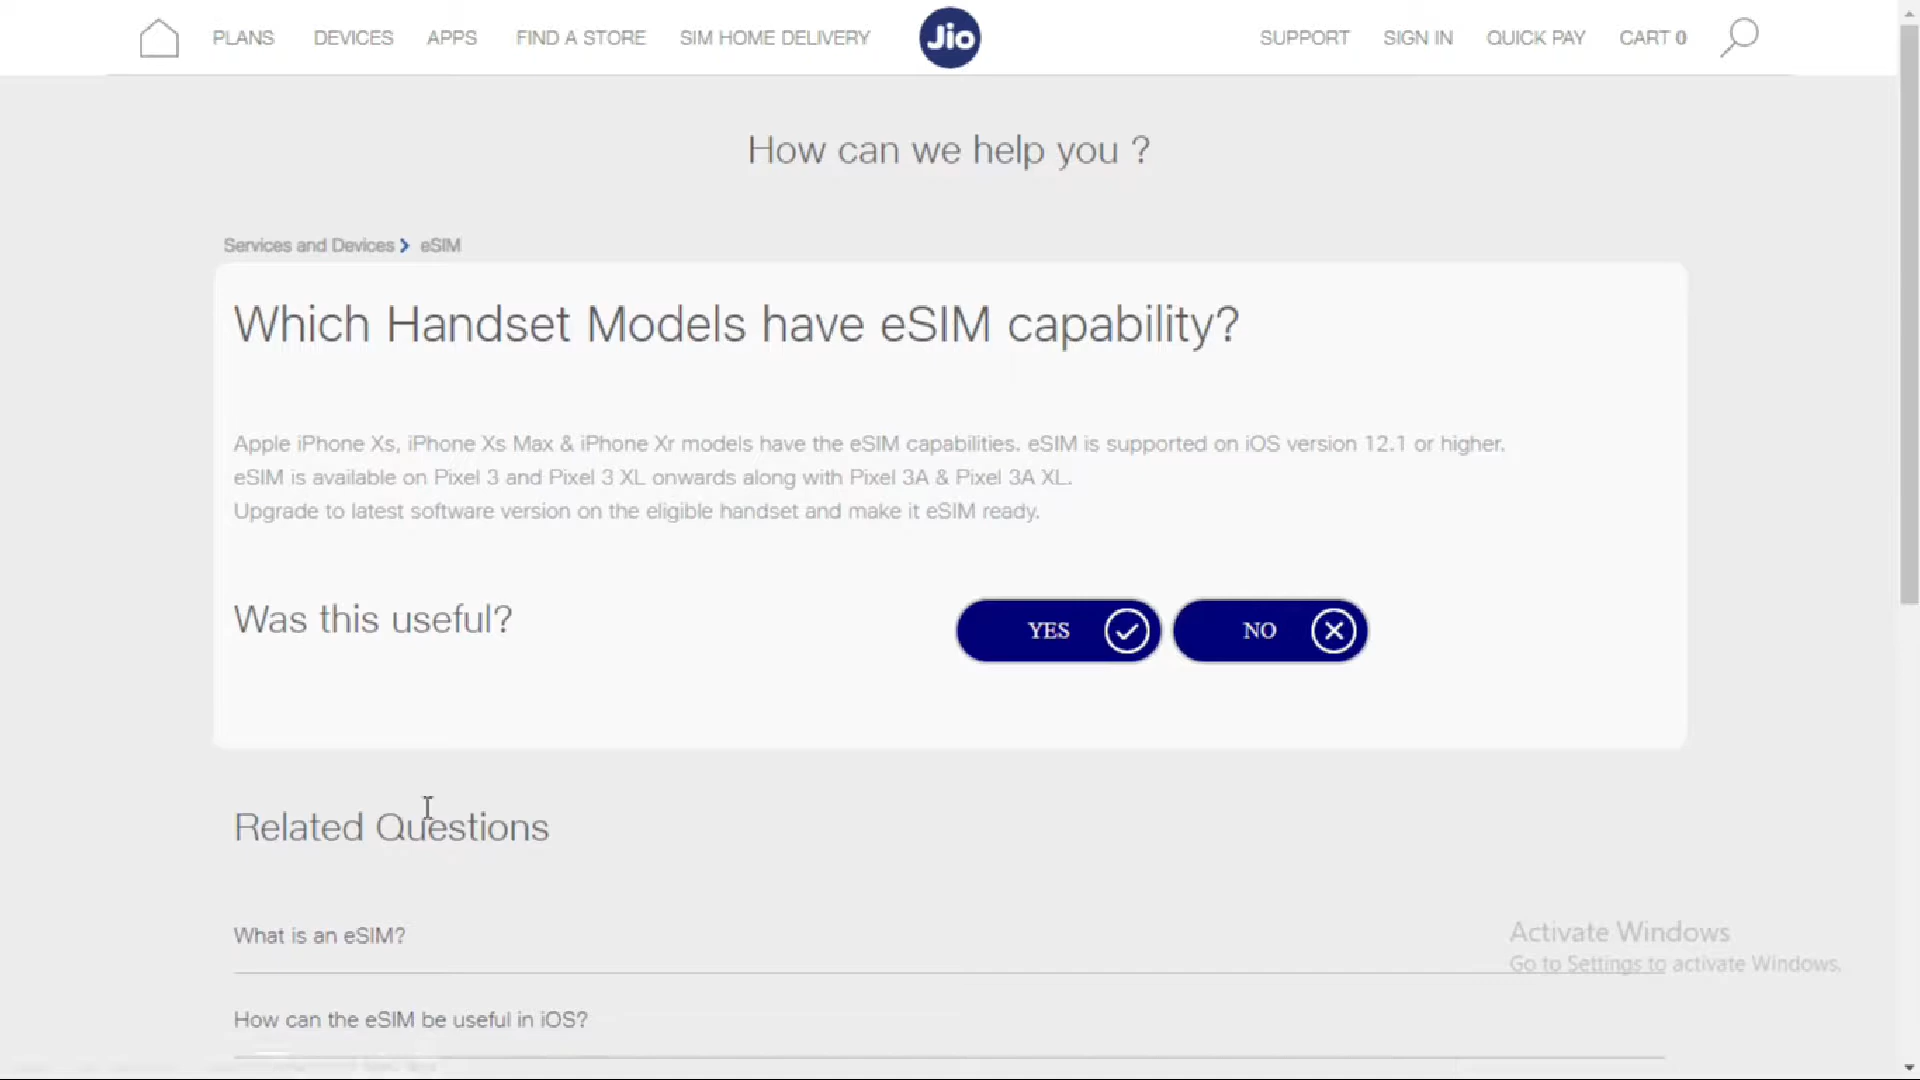 PLANS DEVICES APPS FIND A STORE SIM HOME DELIVERY Jio SUPPORT SIGN IN QUICK PAY CART 0
How can we help you ?
Services and Devices eSIM
Which Handset Models have eSIM capability?
Apple iPhone Xs, iPhone Xs Max & iPhone Xr models have the eSIM capabilities. eSIM is supported on iOS version 12.1 or higher.
eSIM is available on Pixel 3 and Pixel 3 XL onwards along with Pixel 3A & Pixel 3A XL.
Upgrade to latest software version on the eligible handset and make it eSIM ready.
Was this useful? YES NO
Related Questions
What is an eSIM?
Activate Windows
Go to Settings to activate Windows.
How can the eSIM be useful in iOS?